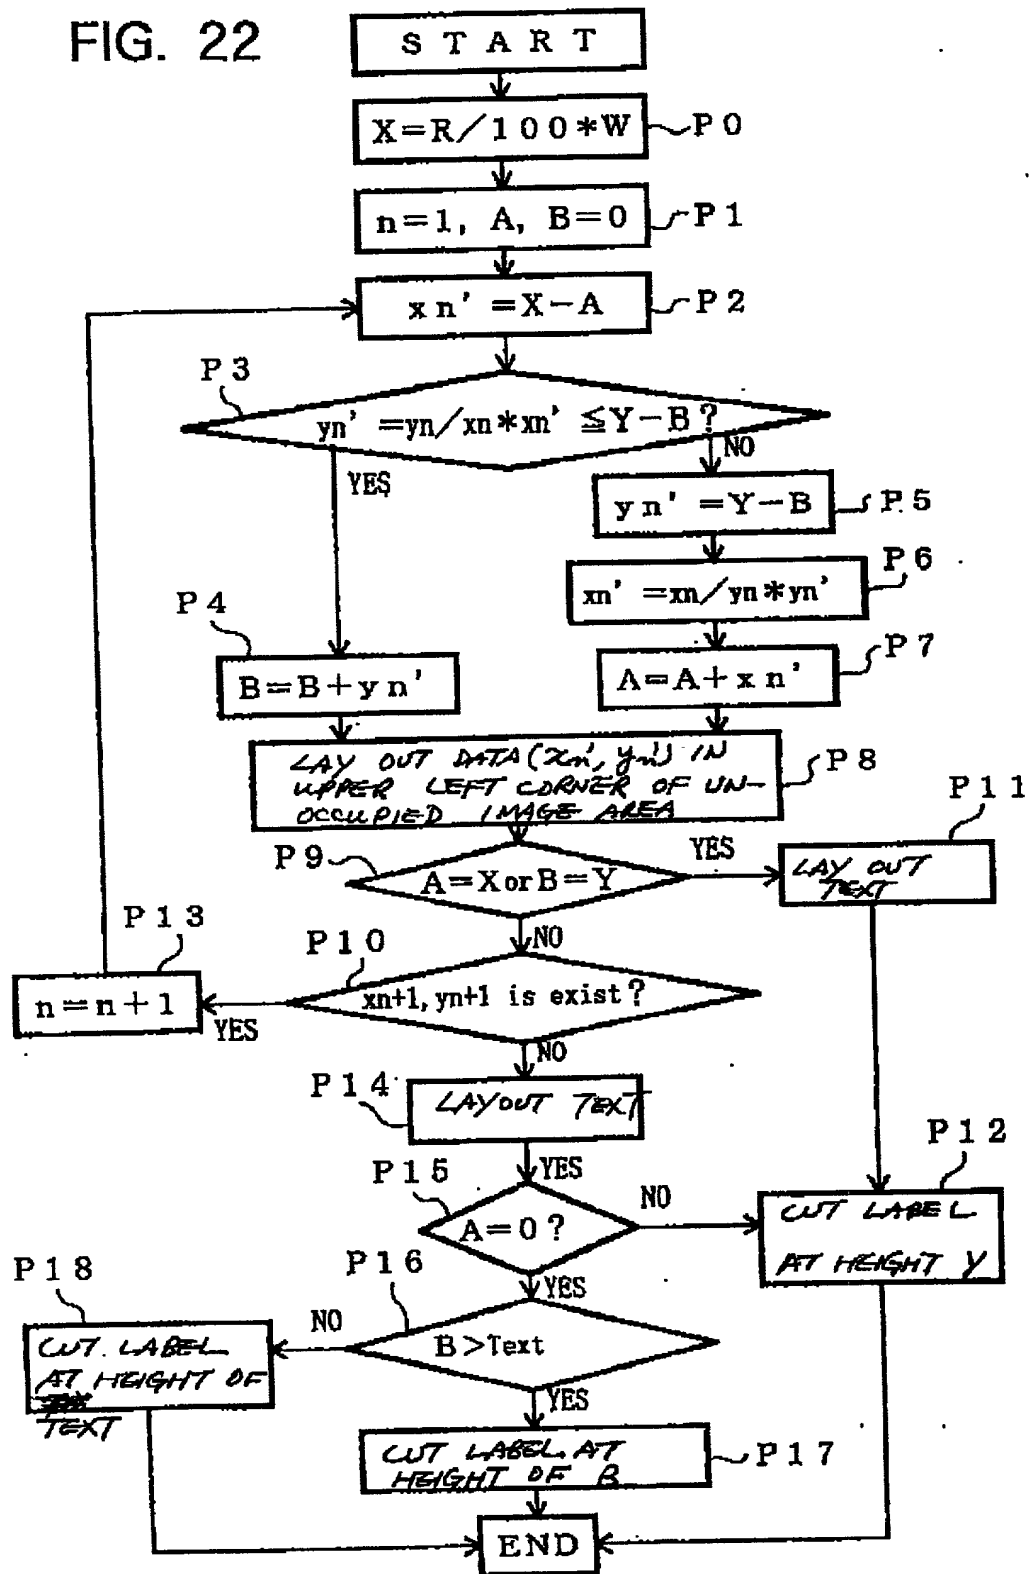 FIG. 22
START
X=R/100*W
P0
n=1, A, B=0
P1
xn'=X-A
P2
P3
yn'=yn/xn*xn' ≦Y-B?
NO
YES
yn'=Y-B
P5
P6
xn'=xn/yn*yn'
P4
P7
B=B+yn'
A=A+xn'
LAY OUT DATA (xn', yn') IN
UPPER LEFT CORNER OF UN-
OCCUPIED IMAGE AREA
P8
P11
P9
YES
A=X or B=Y
LAY OUT
TEXT
P13
P10
NO
n=n+1
YES
xn+1, yn+1 is exist?
NO
P14
LAYOUT TEXT
P12
P15
YES
NO
A=0?
CUT LABEL
AT HEIGHT Y
P18
P16
YES
NO
CUT LABEL
AT HEIGHT OF
TEXT
B>Text
YES
CUT LABEL AT
HEIGHT OF B
P17
END